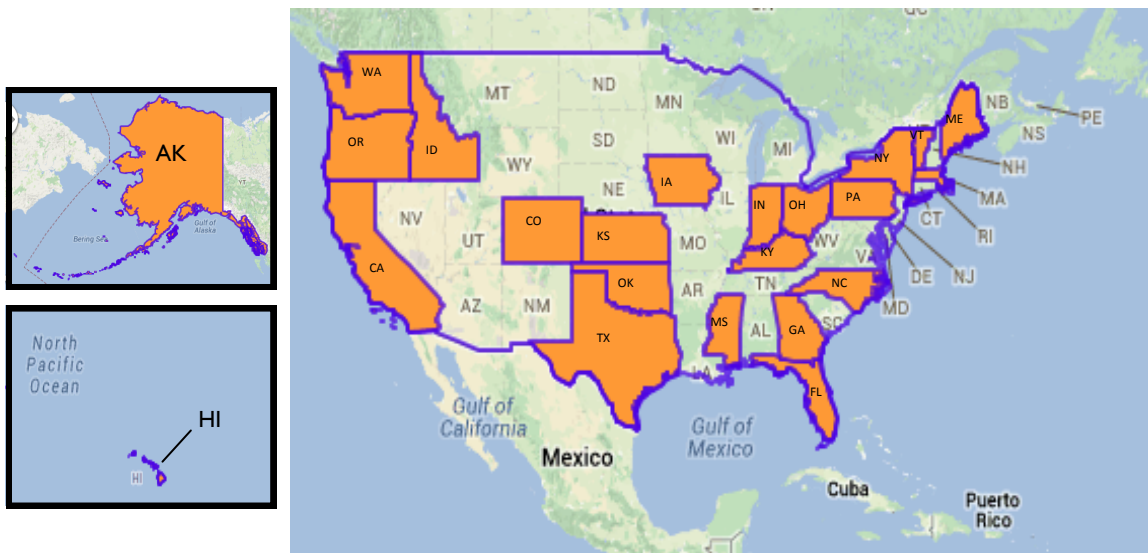 AK
YT
Gulf of
Alaska
Bering Sea
North
Pacific
Ocean
HI
HI
WA
MT
ND
MN
OR
ID
SD
WI
MI
ME
NB
PE
NS
VT
NY
NH
WY
IA
NE
IL
IN
OH
PA
MA
CT
RI
NV
UT
CO
KS
MO
KY
WV
DE
NJ
CA
AZ
NM
OK
AR
TN
NC
MD
TX
MS
AL
GA
SC
LA
FL
Gulf of
California
Gulf of
Mexico
Mexico
Cuba
Puerto
Rico